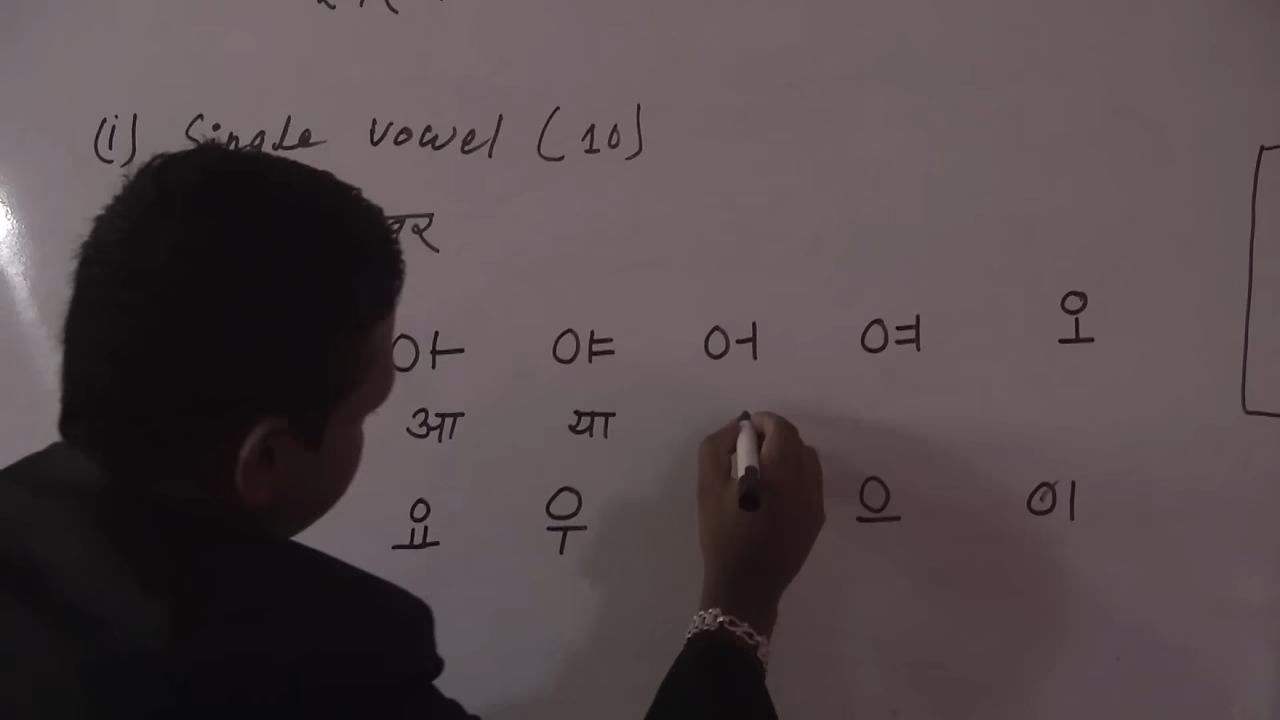 (i) Single vowel (10)
아 야 어 여 오
आ या
요 우 으 이